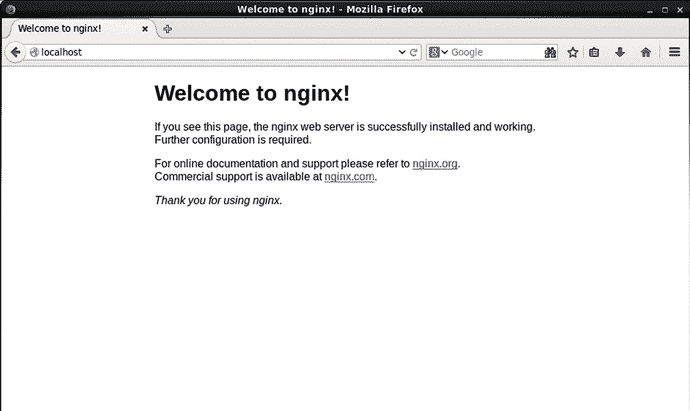 Welcome to nginx! - Mozilla Firefox
Welcome to nginx!
localhost
Google
Welcome to nginx!
If you see this page, the nginx web server is successfully installed and working.
Further configuration is required.
For online documentation and support please refer to nginx.org.
Commercial support is available at nginx.com.
Thank you for using nginx.